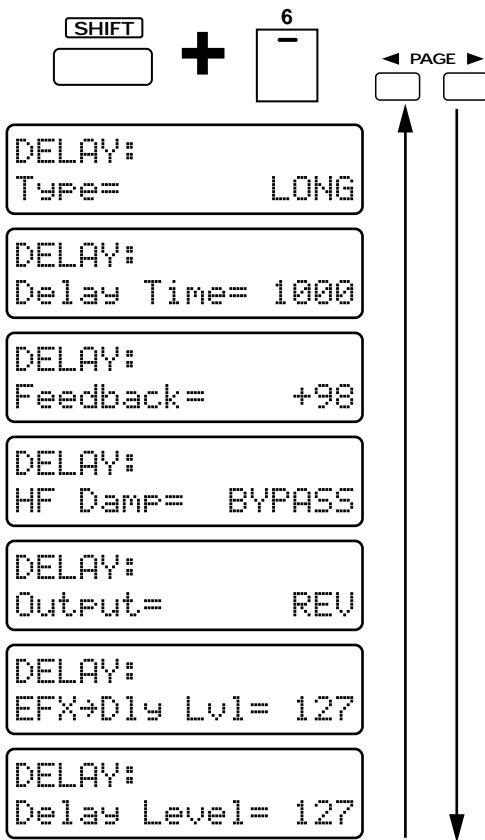 SHIFT
+
6
◄ PAGE ►
DELAY:
Type= LONG
DELAY:
Delay Time= 1000
DELAY:
Feedback= +98
DELAY:
HF Damp= BYPASS
DELAY:
Output= REV
DELAY:
EFX→Dly Lvl= 127
DELAY:
Delay Level= 127